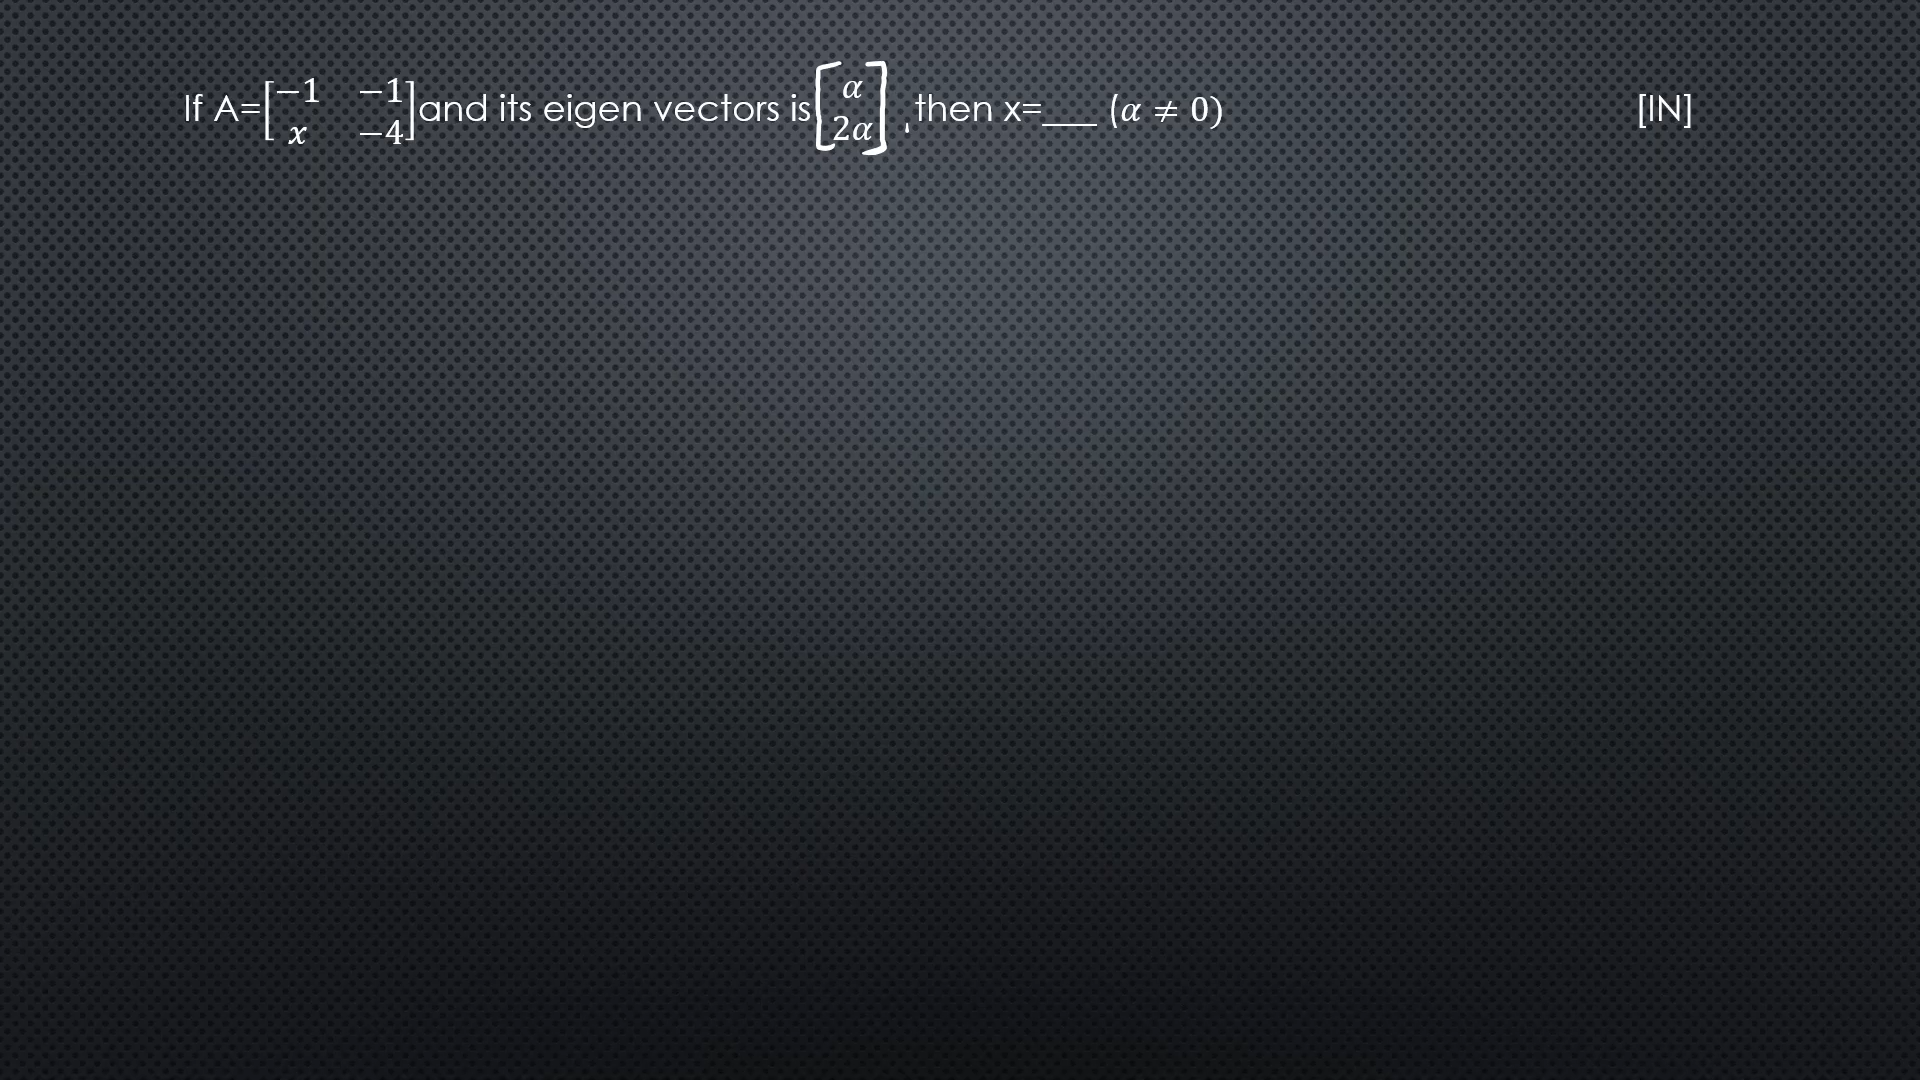 If A=[−1 −1; x −4] and its eigen vectors is [α; 2α], then x=___ (α ≠ 0) [IN]